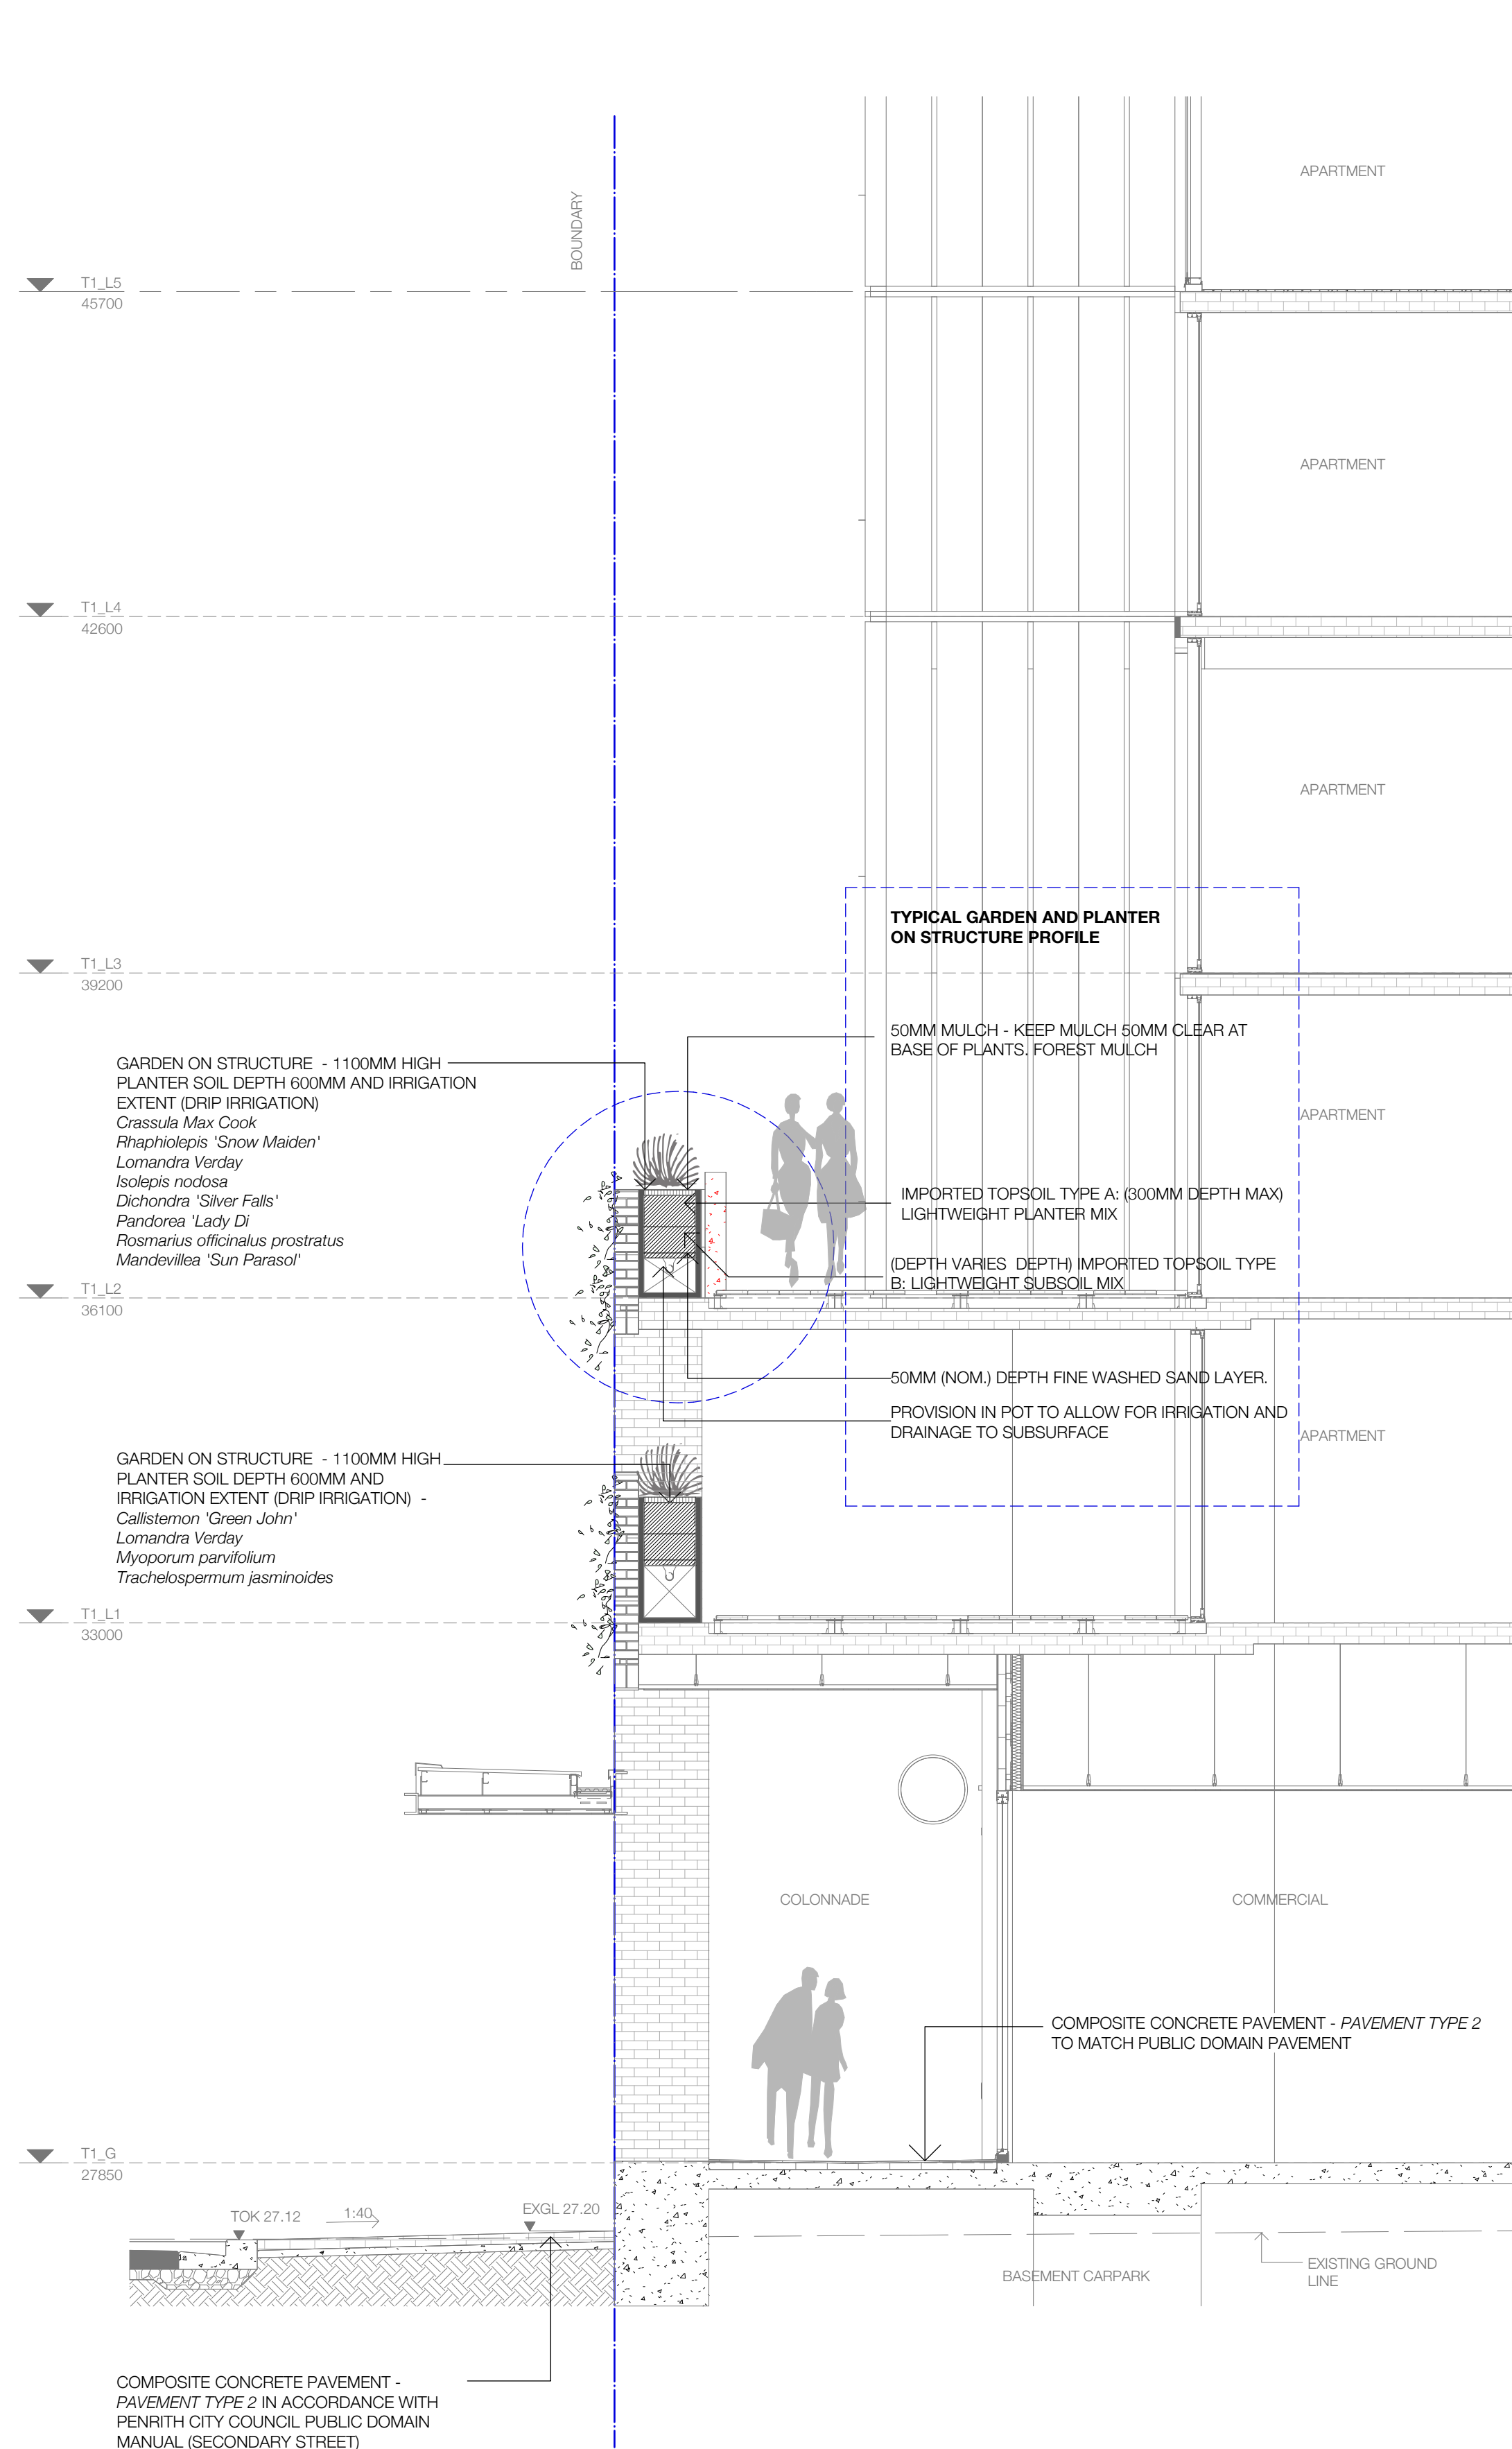 BOUNDARY
APARTMENT
T1_L5
45700
APARTMENT
T1_L4
42600
APARTMENT
TYPICAL GARDEN AND PLANTER
ON STRUCTURE PROFILE
T1_L3
39200
50MM MULCH - KEEP MULCH 50MM CLEAR AT
BASE OF PLANTS. FOREST MULCH
GARDEN ON STRUCTURE - 1100MM HIGH
PLANTER SOIL DEPTH 600MM AND IRRIGATION
EXTENT (DRIP IRRIGATION)
Crassula Max Cook
Rhaphiolepis 'Snow Maiden'
Lomandra Verday
Isolepis nodosa
Dichondra 'Silver Falls'
Pandorea 'Lady Di
Rosmarius officinalus prostratus
Mandevillea 'Sun Parasol'
APARTMENT
IMPORTED TOPSOIL TYPE A: (300MM DEPTH MAX)
LIGHTWEIGHT PLANTER MIX
(DEPTH VARIES DEPTH) IMPORTED TOPSOIL TYPE
B: LIGHTWEIGHT SUBSOIL MIX
T1_L2
36100
50MM (NOM.) DEPTH FINE WASHED SAND LAYER.
PROVISION IN POT TO ALLOW FOR IRRIGATION AND
DRAINAGE TO SUBSURFACE
APARTMENT
GARDEN ON STRUCTURE - 1100MM HIGH
PLANTER SOIL DEPTH 600MM AND
IRRIGATION EXTENT (DRIP IRRIGATION) -
Callistemon 'Green John'
Lomandra Verday
Myoporum parvifolium
Trachelospermum jasminoides
T1_L1
33000
COLONNADE
COMMERCIAL
COMPOSITE CONCRETE PAVEMENT - PAVEMENT TYPE 2
TO MATCH PUBLIC DOMAIN PAVEMENT
T1_G
27850
TOK 27.12
1:40
EXGL 27.20
BASEMENT CARPARK
EXISTING GROUND
LINE
COMPOSITE CONCRETE PAVEMENT -
PAVEMENT TYPE 2 IN ACCORDANCE WITH
PENRITH CITY COUNCIL PUBLIC DOMAIN
MANUAL (SECONDARY STREET)